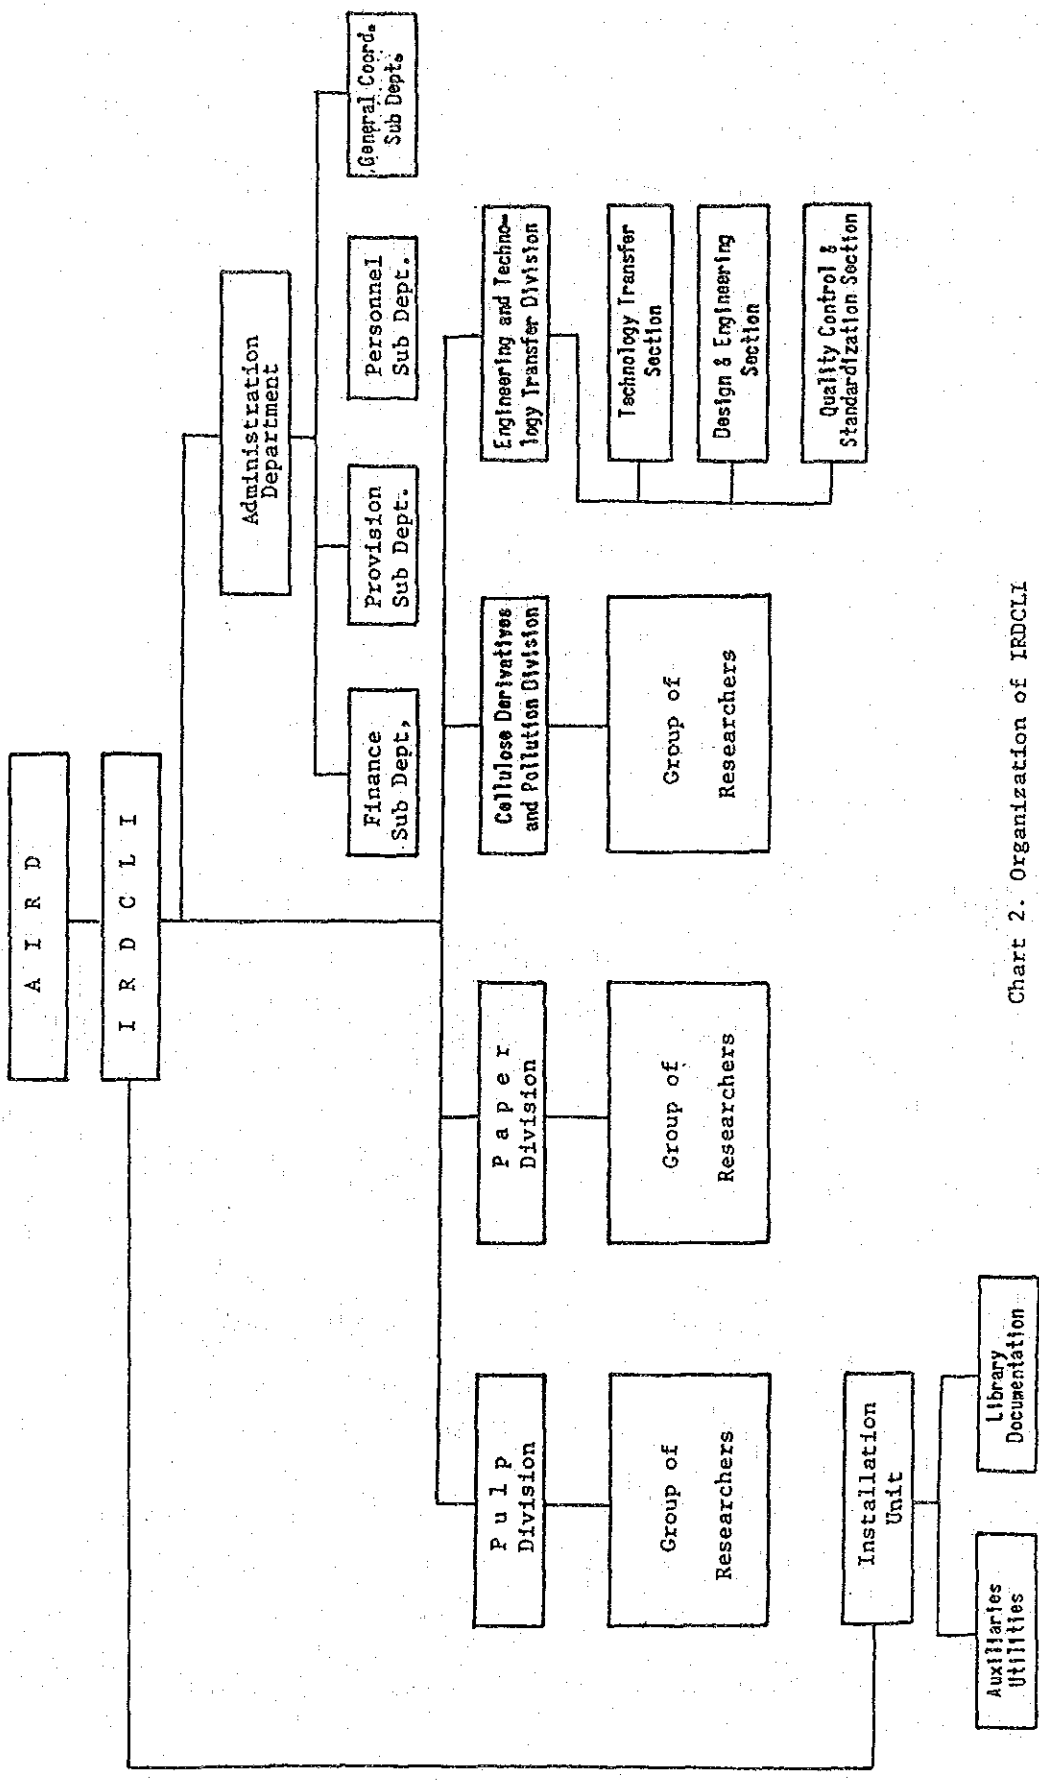 A I R D
I R D C L I
Administration
Department
Finance
Sub Dept,
Provision
Sub Dept.
Personnel
Sub Dept.
General Coord.
Sub Dept.
P u l p
Division
P a p e r
Division
Cellulose Derivatives
and Pollution Division
Engineering and Techno-
logy Transfer Division
Group of
Researchers
Group of
Researchers
Group of
Researchers
Technology Transfer
Section
Design & Engineering
Section
Quality Control &
Standardization Section
Installation
Unit
Auxiliaries
Utilities
Library
Documentation
Chart 2. Organization of IRDCLI